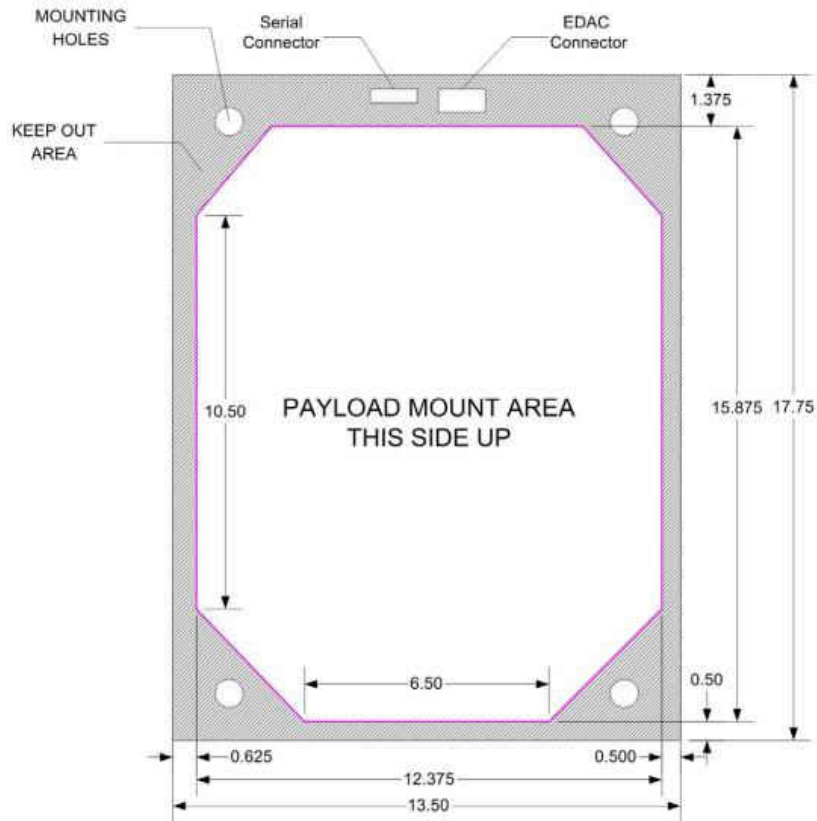 MOUNTING
HOLES
Serial
Connector
EDAC
Connector
1.375
KEEP OUT
AREA
10.50
PAYLOAD MOUNT AREA
THIS SIDE UP
15.875
17.75
6.50
0.50
0.625
0.500
12.375
13.50